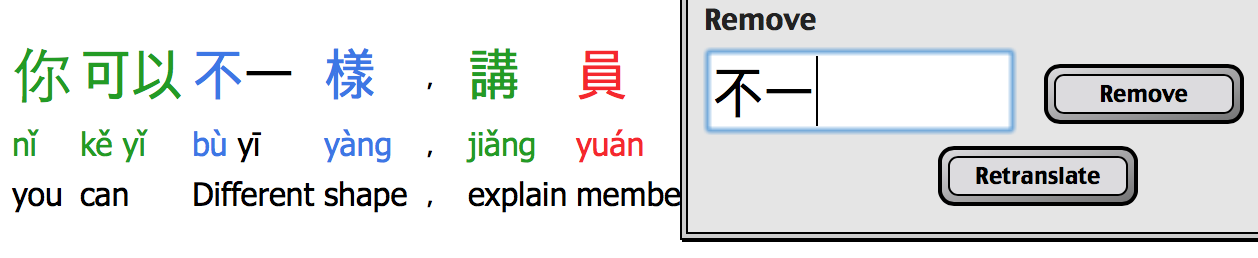 你可以不一樣，講員
nǐ kě yǐ bù yī yàng , jiǎng yuán
you can Different shape , explain membe
Remove
不一
Remove
Retranslate